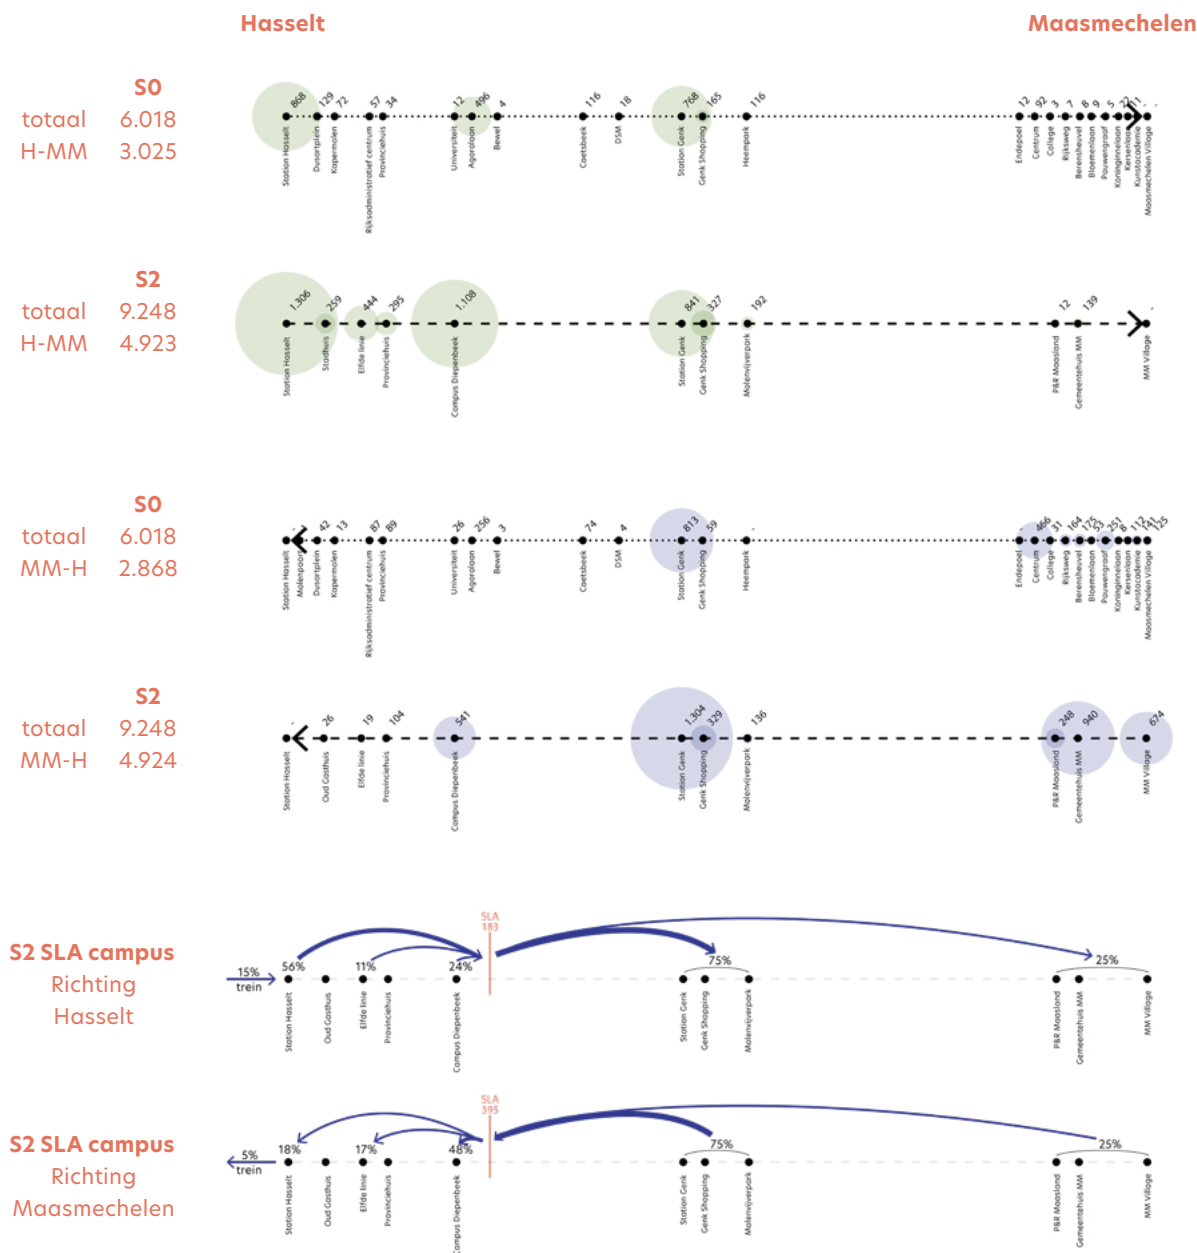 Hasselt
Maasmechelen
S0
totaal 6.018
H-MM 3.025
868 129 72 57 34 12 496 4 116 18 768 165 116 12 92 3 7 8 9 5 22 11 - -
Station Hasselt
Dusartplein
Kapermolen
Rijksadministratief centrum
Provinciehuis
Universiteit
Agoralaan
Bewel
Caetsbeek
DSM
Station Genk
Genk Shopping
Heempark
Endepoel
Centrum
College
Rijksweg
Berensheuvel
Bloemenlaan
Pauwengraaf
Koninginnelaan
Kersenlaan
Kunstacademie
Maasmechelen Village
S2
totaal 9.248
H-MM 4.923
1.306 259 444 295 1.108 841 327 192 12 139 -
Station Hasselt
Stadhuis
Elfde linie
Provinciehuis
Campus Diepenbeek
Station Genk
Genk Shopping
Molenvijverpark
P&R Maasland
Gemeentehuis MM
MM Village
S0
totaal 6.018
MM-H 2.868
- 42 13 87 89 26 256 3 74 4 813 59 - - 466 31 164 175 53 251 8 112 141 125
Station Hasselt
Molenpoort
Dusartplein
Kapermolen
Rijksadministratief centrum
Provinciehuis
Universiteit
Agoralaan
Bewel
Caetsbeek
DSM
Station Genk
Genk Shopping
Heempark
Endepoel
Centrum
College
Rijksweg
Berensheuvel
Bloemenlaan
Pauwengraaf
Koninginnelaan
Kersenlaan
Kunstacademie
Maasmechelen Village
S2
totaal 9.248
MM-H 4.924
- 26 19 104 541 1.304 329 136 248 940 674
Station Hasselt
Oud Gasthuis
Elfde linie
Provinciehuis
Campus Diepenbeek
Station Genk
Genk Shopping
Molenvijverpark
P&R Maasland
Gemeentehuis MM
MM Village
S2 SLA campus
Richting
Hasselt
SLA
183
15%
trein
56% 11% 24% 75% 25%
Station Hasselt
Oud Gasthuis
Elfde linie
Provinciehuis
Campus Diepenbeek
Station Genk
Genk Shopping
Molenvijverpark
P&R Maasland
Gemeentehuis MM
MM Village
S2 SLA campus
Richting
Maasmechelen
SLA
395
5%
trein
18% 17% 48% 75% 25%
Station Hasselt
Oud Gasthuis
Elfde linie
Provinciehuis
Campus Diepenbeek
Station Genk
Genk Shopping
Molenvijverpark
P&R Maasland
Gemeentehuis MM
MM Village